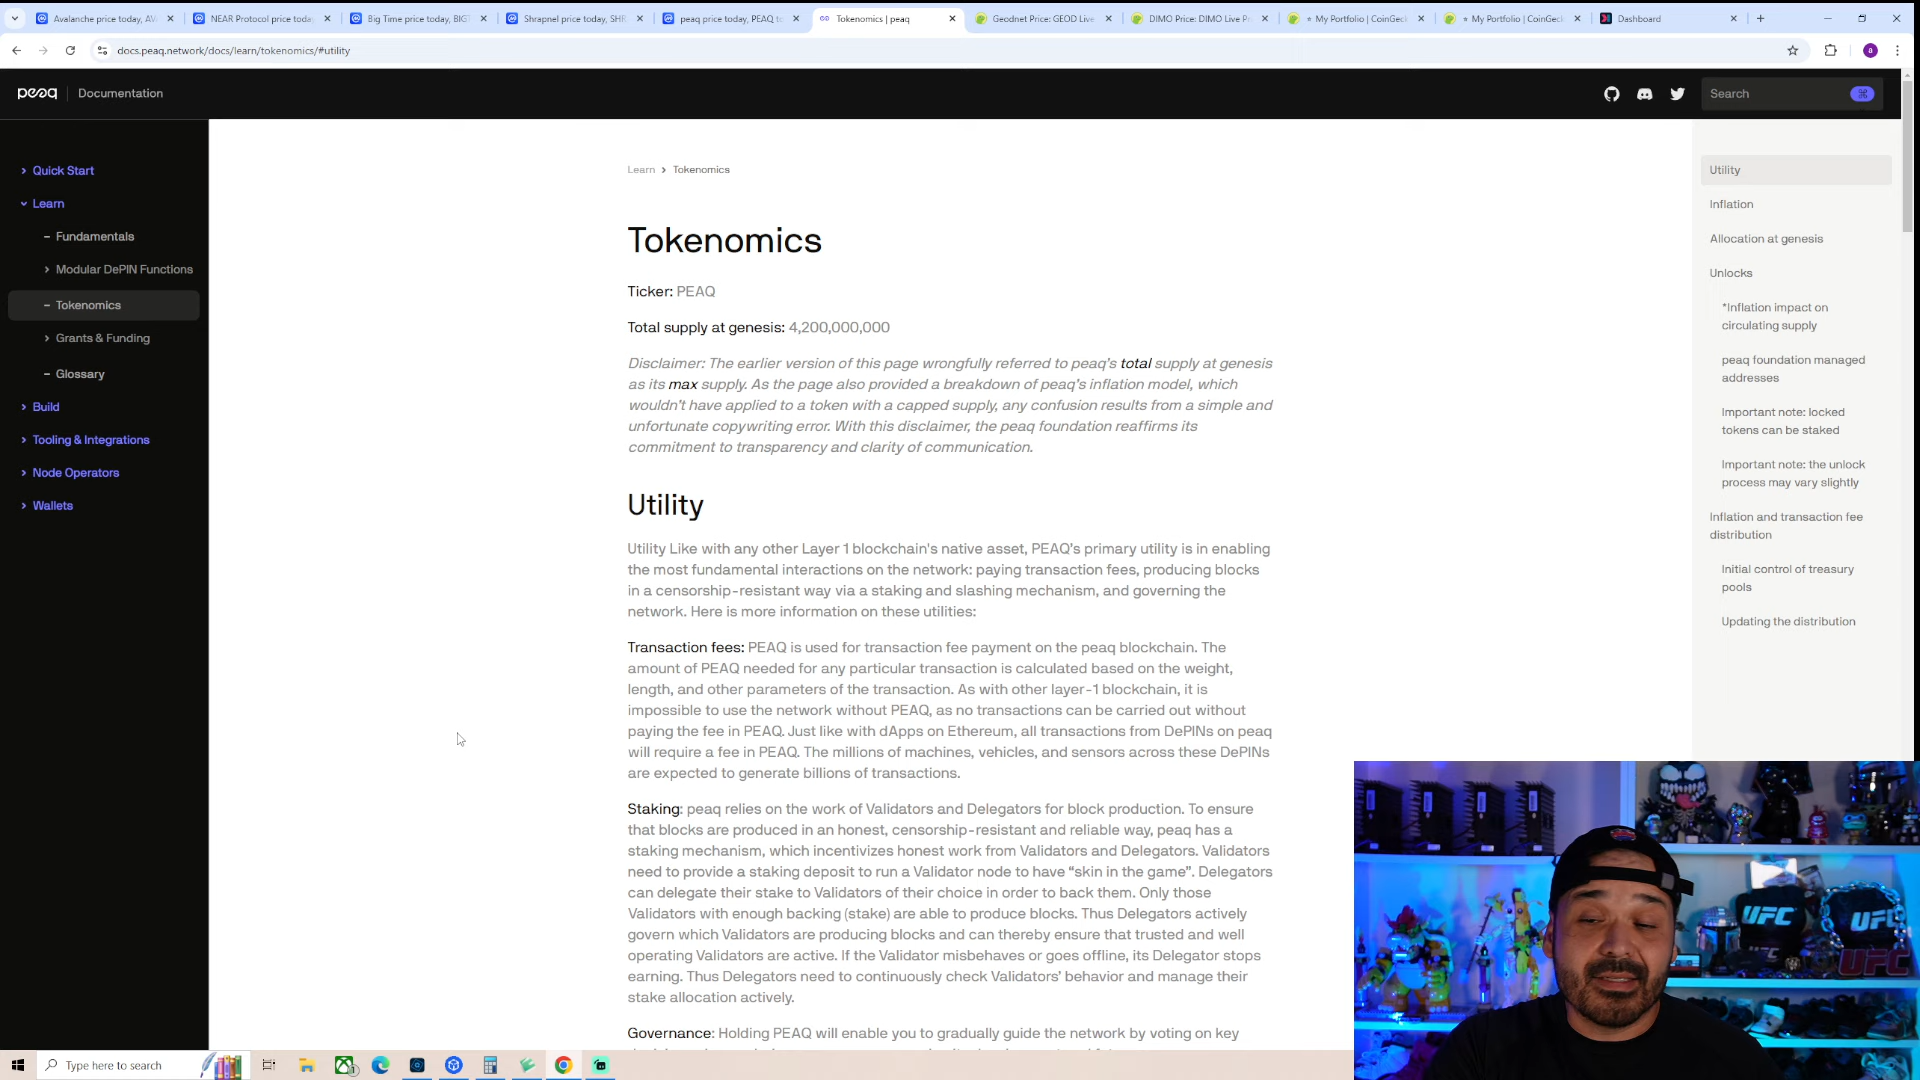 Avalanche price today, AV
NEAR Protocol price toda
Big Time price today, BIG
Shrapnel price today, SHR
peaq price today, PEAQ t
Tokenomics | peaq
Geodnet Price: GEOD Live
DIMO Price: DIMO Live Pr
My Portfolio | CoinGeck
My Portfolio | CoinGeck
Dashboard
docs.peaq.network/docs/learn/tokenomics/#utility
peaq
Documentation
Search
Quick Start
Learn
Fundamentals
Modular DePIN Functions
Tokenomics
Grants & Funding
Glossary
Build
Tooling & Integrations
Node Operators
Wallets
Learn > Tokenomics
Tokenomics
Ticker: PEAQ
Total supply at genesis: 4,200,000,000
Disclaimer: The earlier version of this page wrongfully referred to peaq's total supply at genesis
as its max supply. As the page also provided a breakdown of peaq's inflation model, which
wouldn't have applied to a token with a capped supply, any confusion results from a simple and
unfortunate copywriting error. With this disclaimer, the peaq foundation reaffirms its
commitment to transparency and clarity of communication.
Utility
Utility Like with any other Layer 1 blockchain's native asset, PEAQ's primary utility is in enabling
the most fundamental interactions on the network: paying transaction fees, producing blocks
in a censorship-resistant way via a staking and slashing mechanism, and governing the
network. Here is more information on these utilities:
Transaction fees: PEAQ is used for transaction fee payment on the peaq blockchain. The
amount of PEAQ needed for any particular transaction is calculated based on the weight,
length, and other parameters of the transaction. As with other layer-1 blockchain, it is
impossible to use the network without PEAQ, as no transactions can be carried out without
paying the fee in PEAQ. Just like with dApps on Ethereum, all transactions from DePINs on peaq
will require a fee in PEAQ. The millions of machines, vehicles, and sensors across these DePINs
are expected to generate billions of transactions.
Staking: peaq relies on the work of Validators and Delegators for block production. To ensure
that blocks are produced in an honest, censorship-resistant and reliable way, peaq has a
staking mechanism, which incentivizes honest work from Validators and Delegators. Validators
need to provide a staking deposit to run a Validator node to have “skin in the game”. Delegators
can delegate their stake to Validators of their choice in order to back them. Only those
Validators with enough backing (stake) are able to produce blocks. Thus Delegators actively
govern which Validators are producing blocks and can thereby ensure that trusted and well
operating Validators are active. If the Validator misbehaves or goes offline, its Delegator stops
earning. Thus Delegators need to continuously check Validators' behavior and manage their
stake allocation actively.
Governance: Holding PEAQ will enable you to gradually guide the network by voting on key
Utility
Inflation
Allocation at genesis
Unlocks
*Inflation impact on
circulating supply
peaq foundation managed
addresses
Important note: locked
tokens can be staked
Important note: the unlock
process may vary slightly
Inflation and transaction fee
distribution
Initial control of treasury
pools
Updating the distribution
UFC
UFC
UFC
Type here to search